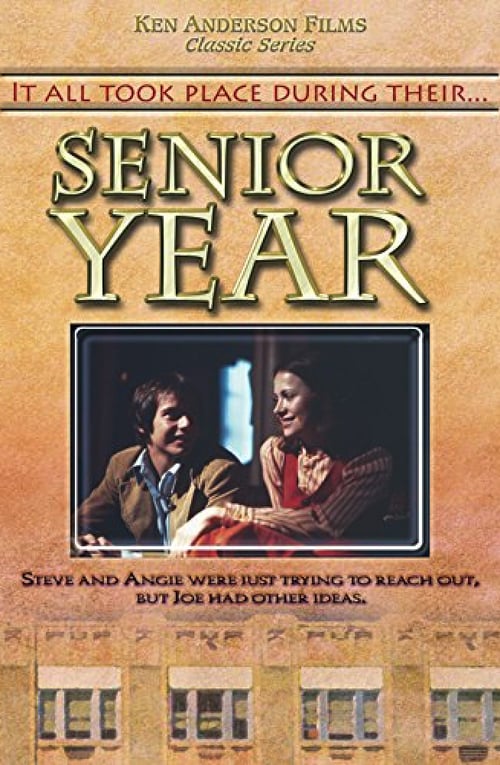 KEN ANDERSON FILMS
Classic Series
IT ALL TOOK PLACE DURING THEIR...
SENIOR
YEAR
STEVE AND ANGIE WERE JUST TRYING TO REACH OUT,
BUT JOE HAD OTHER IDEAS.